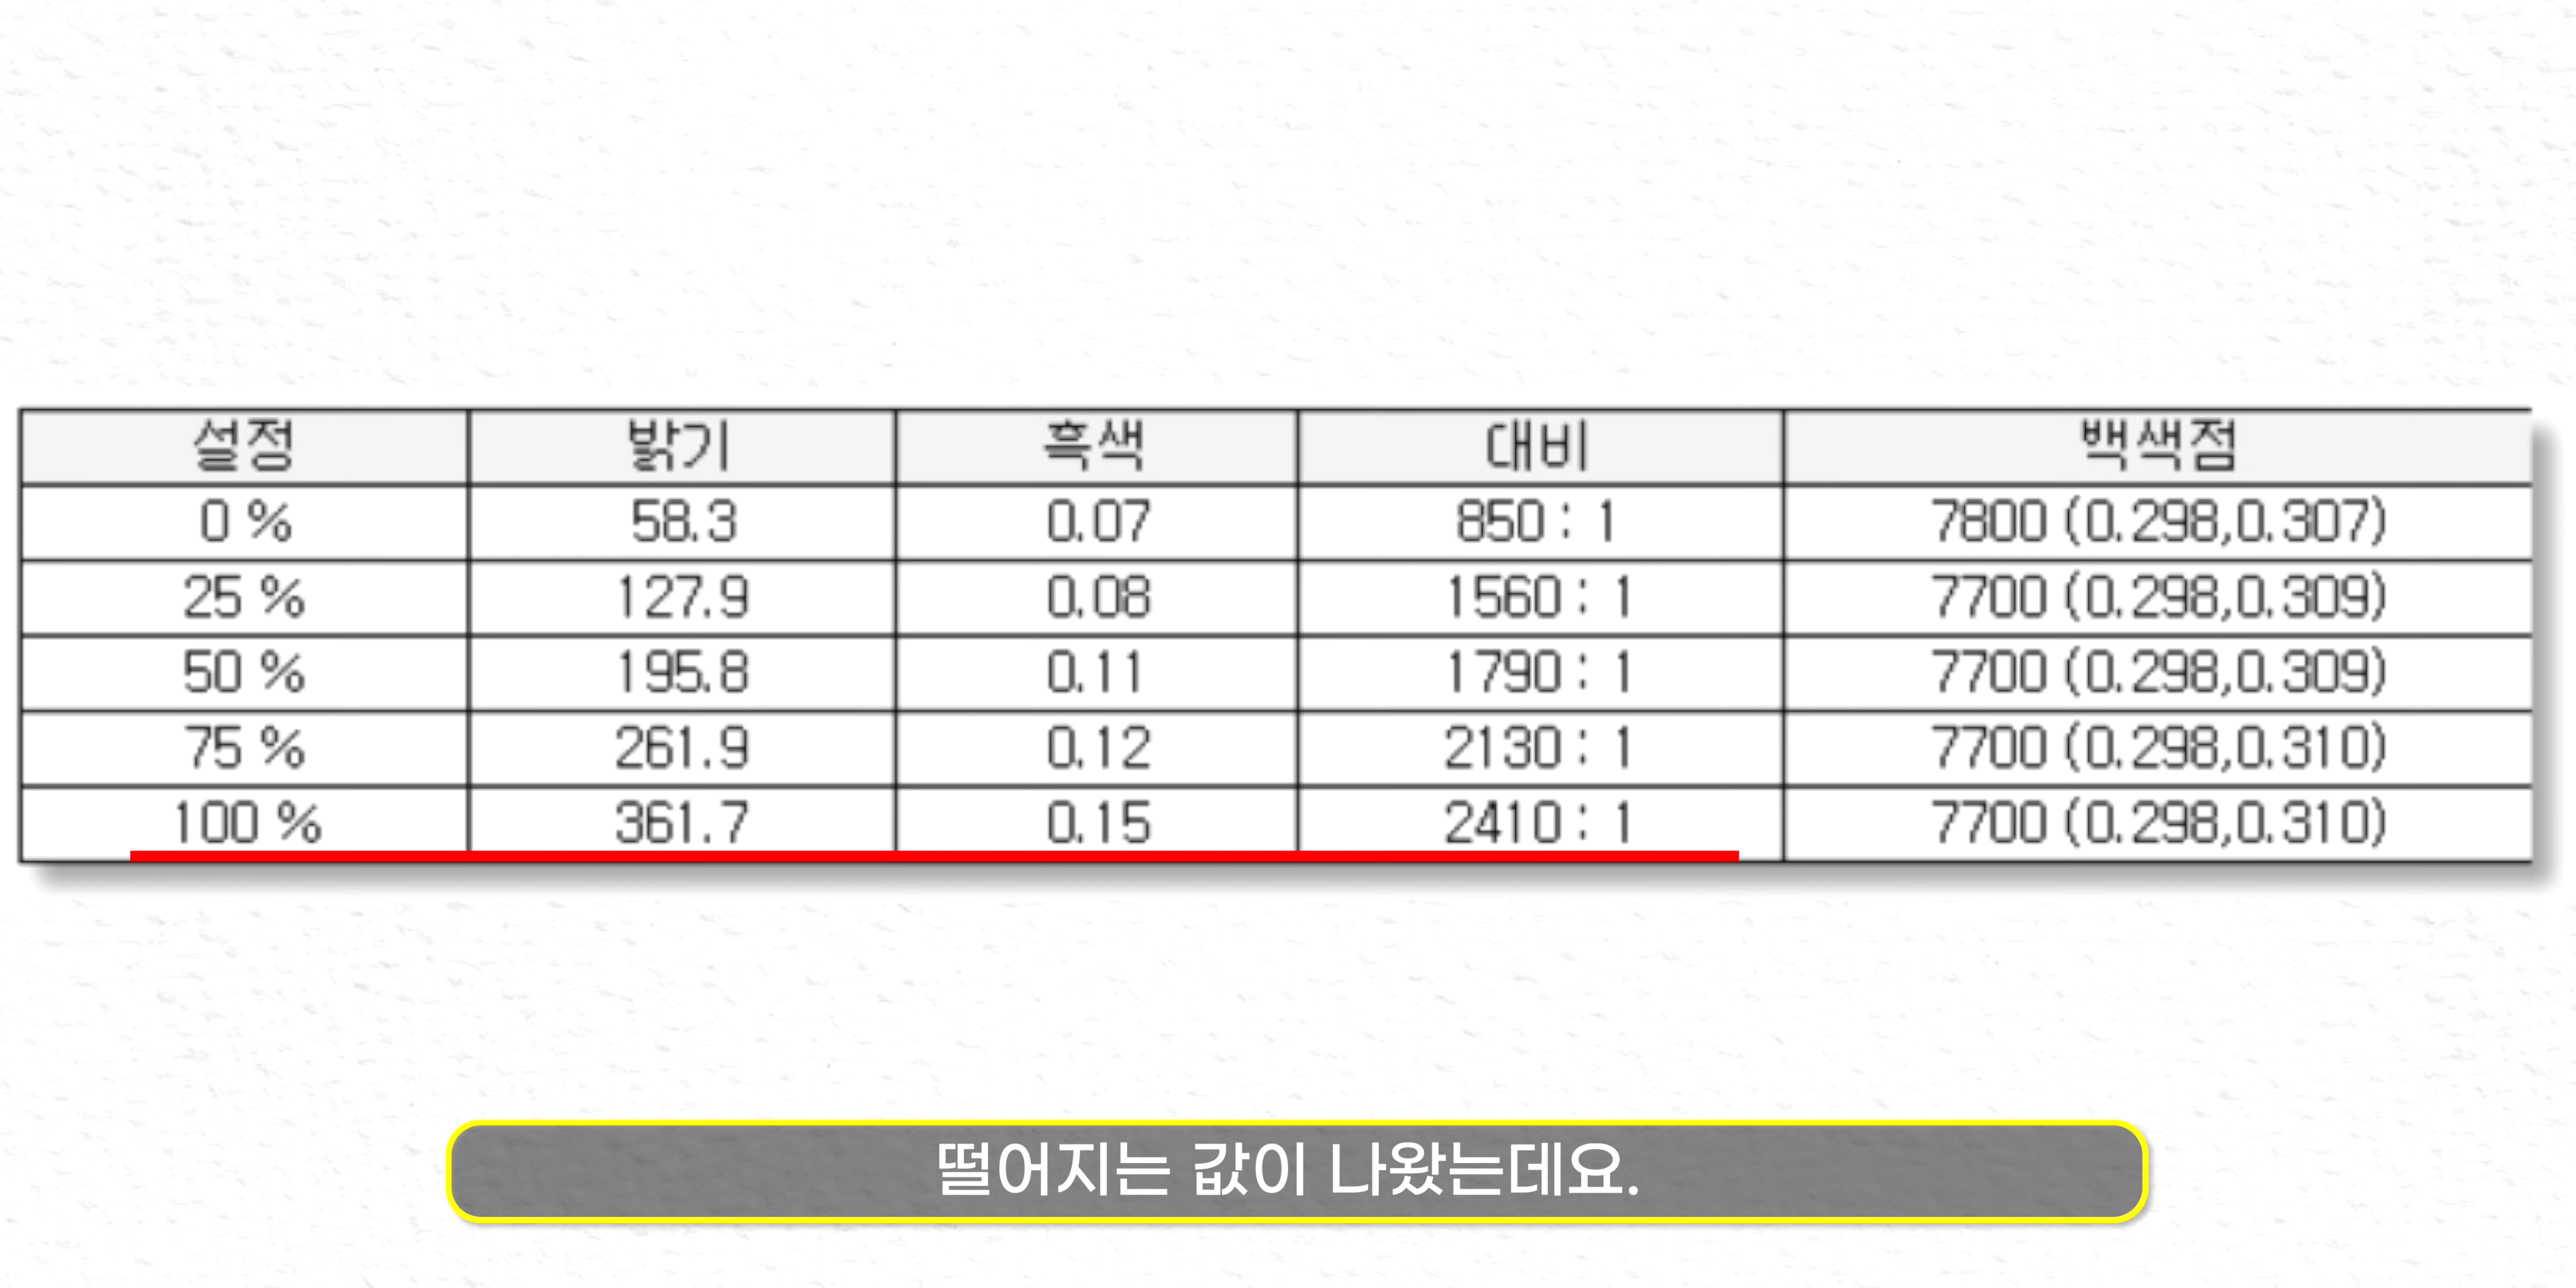 설정 밝기 흑색 대비 백색점
0 % 58.3 0.07 850 : 1 7800 (0.298,0.307)
25 % 127.9 0.08 1560 : 1 7700 (0.298,0.309)
50 % 195.8 0.11 1790 : 1 7700 (0.298,0.309)
75 % 261.9 0.12 2130 : 1 7700 (0.298,0.310)
100 % 361.7 0.15 2410 : 1 7700 (0.298,0.310)
떨어지는 값이 나왔는데요.